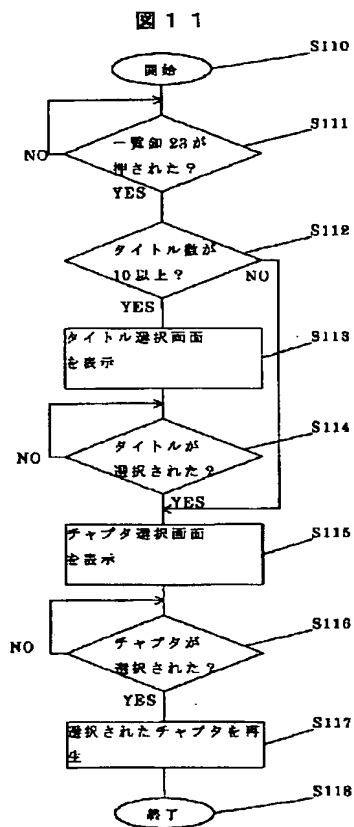 図１１
開始
S110
一覧卸23が
押された？
S111
NO
YES
タイトル数が
10以上？
S112
NO
YES
タイトル選択画面
を表示
S113
タイトルが
選択された？
S114
NO
YES
チャプタ選択画面
を表示
S115
チャプタが
選択された？
S116
NO
YES
選択されたチャプタを再
生
S117
終了
S118